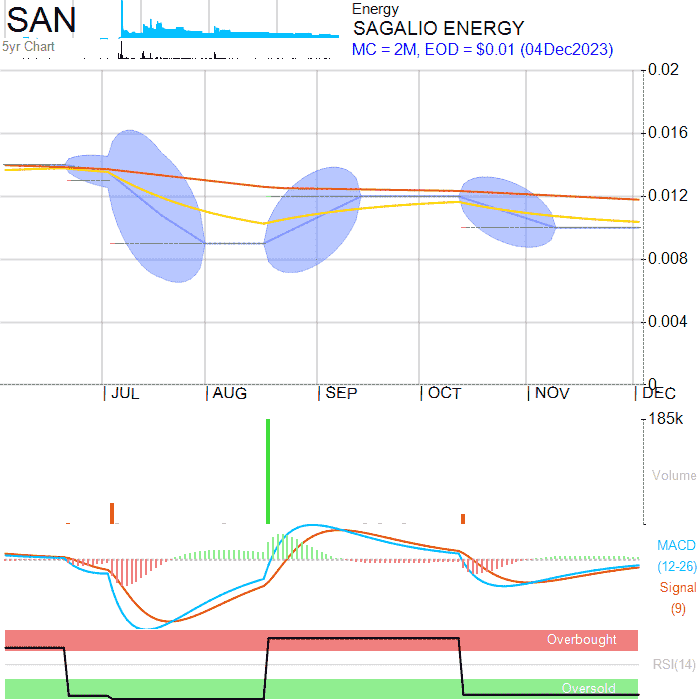 SAN
5yr Chart
Energy
SAGALIO ENERGY
MC = 2M, EOD = $0.01 (04Dec2023)
0.02
0.016
0.012
0.008
0.004
0
JUL AUG SEP OCT NOV DEC
185k
Volume
MACD
(12-26)
Signal
(9)
Overbought
RSI(14)
Oversold